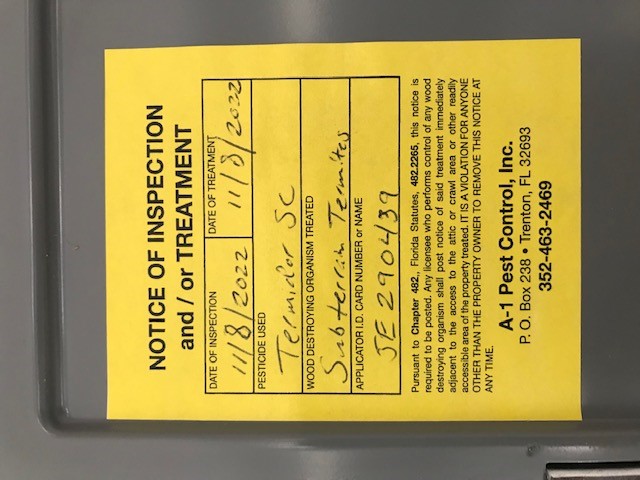 NOTICE OF INSPECTION
and / or TREATMENT
DATE OF INSPECTION
DATE OF TREATMENT
11/8/2022
11/8/2022
PESTICIDE USED
Termidor SC
WOOD DESTROYING ORGANISM TREATED
Subterrain Termites
APPLICATOR I.D. CARD NUMBER or NAME
JE 290439
Pursuant to Chapter 482., Florida Statutes, 482.2265, this notice is
required to be posted. Any licensee who performs control of any wood
destroying organism shall post notice of said treatment immediately
adjacent to the access to the attic or crawl area or other readily
accessible area of the property treated. IT IS A VIOLATION FOR ANYONE
OTHER THAN THE PROPERTY OWNER TO REMOVE THIS NOTICE AT
ANY TIME.
A-1 Pest Control, Inc.
P. O. Box 238 • Trenton, FL 32693
352-463-2469